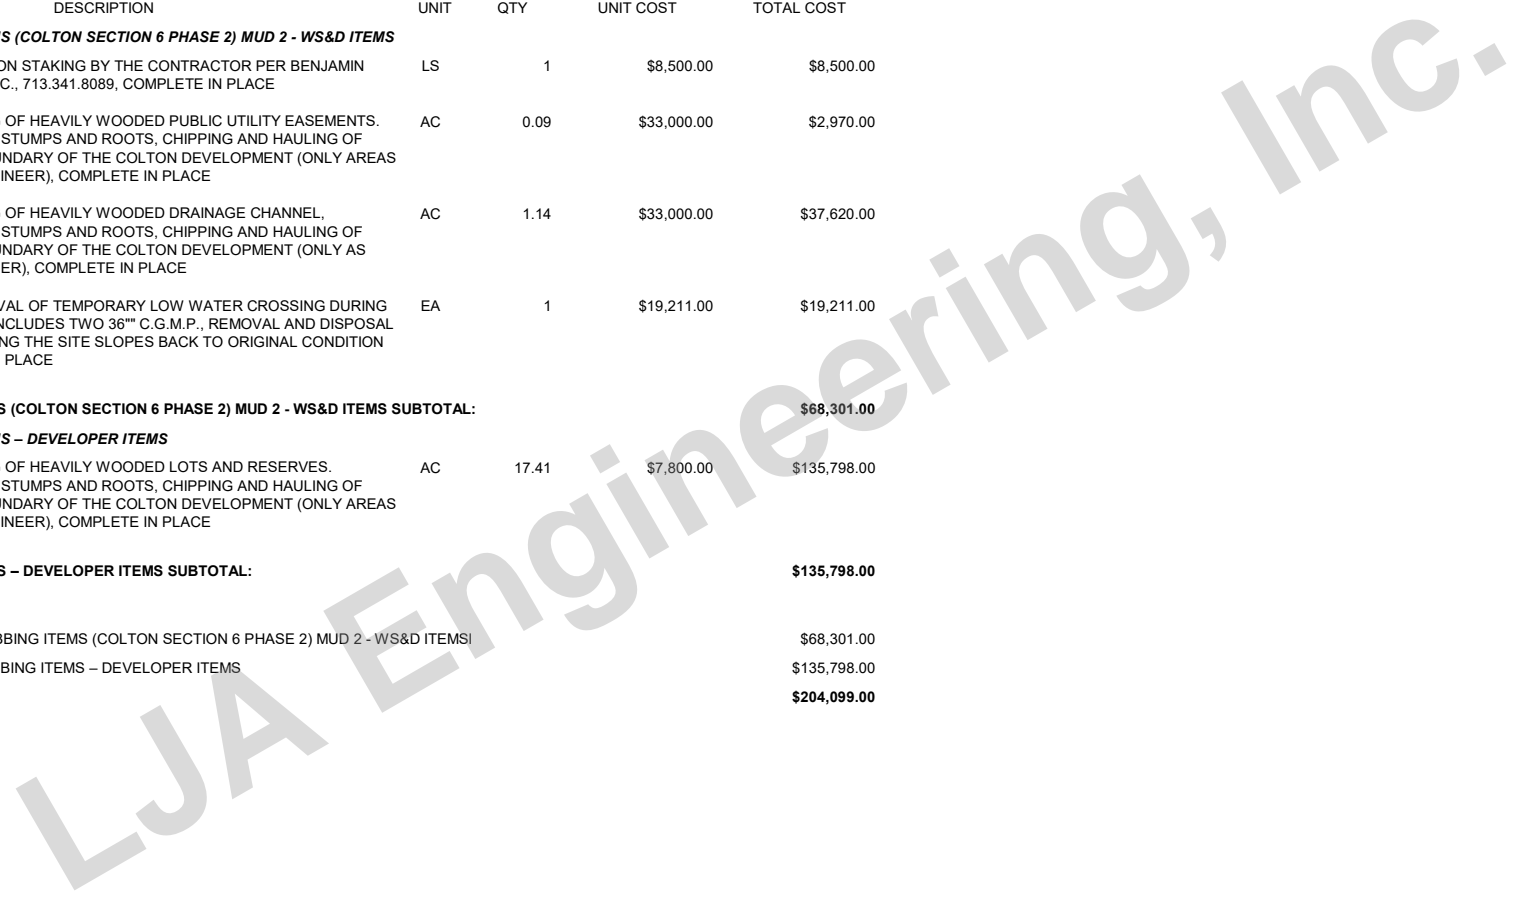 DESCRIPTION UNIT QTY UNIT COST TOTAL COST
S (COLTON SECTION 6 PHASE 2) MUD 2 - WS&D ITEMS
ON STAKING BY THE CONTRACTOR PER BENJAMIN LS 1 $8,500.00 $8,500.00
C., 713.341.8089, COMPLETE IN PLACE
OF HEAVILY WOODED PUBLIC UTILITY EASEMENTS. AC 0.09 $33,000.00 $2,970.00
STUMPS AND ROOTS, CHIPPING AND HAULING OF
UNDARY OF THE COLTON DEVELOPMENT (ONLY AREAS
INEER), COMPLETE IN PLACE
OF HEAVILY WOODED DRAINAGE CHANNEL, AC 1.14 $33,000.00 $37,620.00
STUMPS AND ROOTS, CHIPPING AND HAULING OF
UNDARY OF THE COLTON DEVELOPMENT (ONLY AS
ER), COMPLETE IN PLACE
VAL OF TEMPORARY LOW WATER CROSSING DURING EA 1 $19,211.00 $19,211.00
NCLUDES TWO 36"" C.G.M.P., REMOVAL AND DISPOSAL
NG THE SITE SLOPES BACK TO ORIGINAL CONDITION
PLACE
S (COLTON SECTION 6 PHASE 2) MUD 2 - WS&D ITEMS SUBTOTAL: $68,301.00
S – DEVELOPER ITEMS
OF HEAVILY WOODED LOTS AND RESERVES. AC 17.41 $7,800.00 $135,798.00
STUMPS AND ROOTS, CHIPPING AND HAULING OF
UNDARY OF THE COLTON DEVELOPMENT (ONLY AREAS
INEER), COMPLETE IN PLACE
S – DEVELOPER ITEMS SUBTOTAL: $135,798.00
BBING ITEMS (COLTON SECTION 6 PHASE 2) MUD 2 - WS&D ITEMS $68,301.00
BING ITEMS – DEVELOPER ITEMS $135,798.00
$204,099.00
LJA Engineering, Inc.